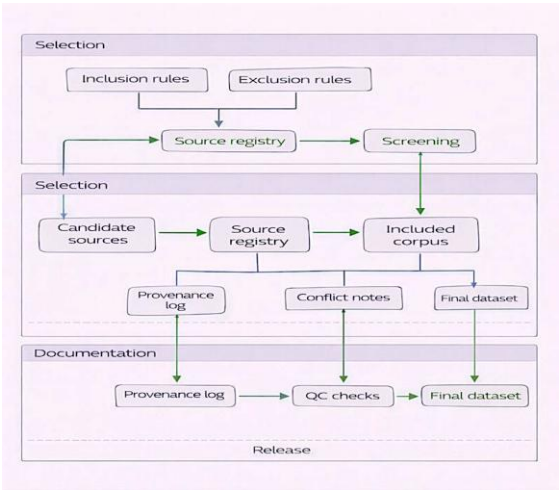 Selection
Inclusion rules
Exclusion rules
Source registry
Screening
Selection
Candidate
sources
Source
registry
Included
corpus
Provenance
log
Conflict notes
Final dataset
Documentation
Provenance log
QC checks
Final dataset
Release